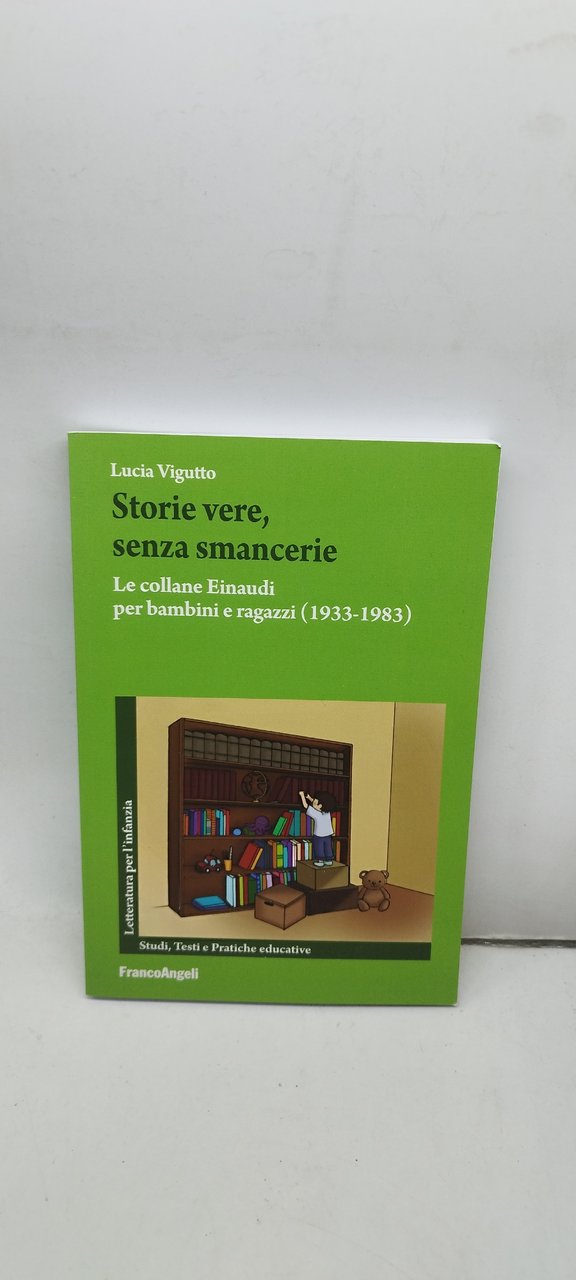 Lucia Vigutto
Storie vere,
senza smancerie
Le collane Einaudi
per bambini e ragazzi (1933-1983)
Letteratura per l'infanzia
Studi, Testi e Pratiche educative
FrancoAngeli